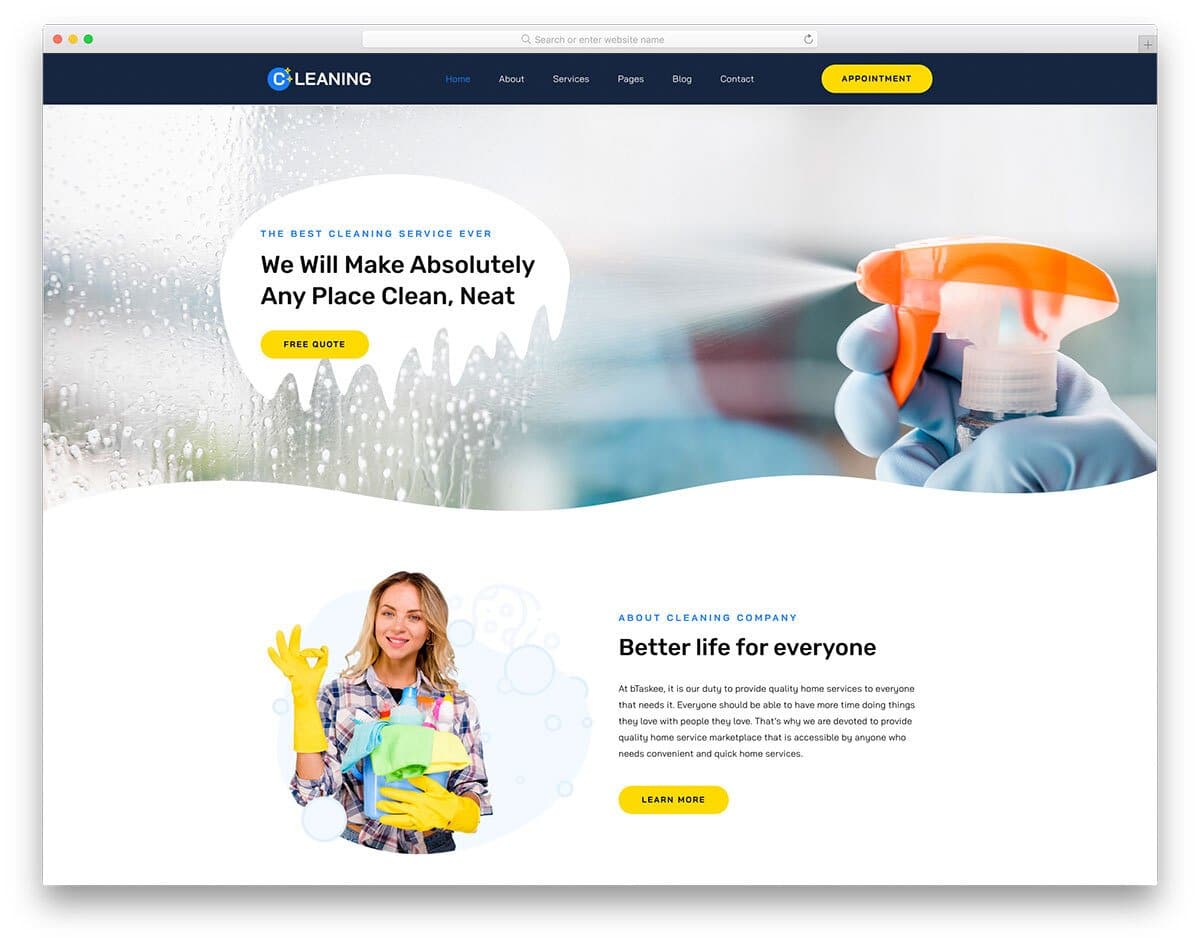 Search or enter website name
CLEANING
Home About Services Pages Blog Contact APPOINTMENT
THE BEST CLEANING SERVICE EVER
We Will Make Absolutely
Any Place Clean, Neat
FREE QUOTE
ABOUT CLEANING COMPANY
Better life for everyone
At bTaskee, it is our duty to provide quality home services to everyone
that needs it. Everyone should be able to have more time doing things
they love with people they love. That's why we are devoted to provide
quality home service marketplace that is accessible by anyone who
needs convenient and quick home services.
LEARN MORE